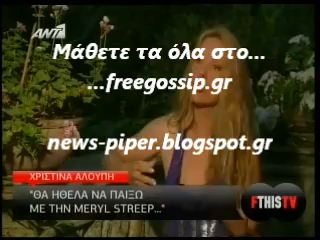 ANT1
Μάθετε τα όλα στο...
...freegossip.gr
news-piper.blogspot.gr
ΧΡΙΣΤΙΝΑ ΑΛΟΥΠΗ
"ΘΑ ΗΘΕΛΑ ΝΑ ΠΑΙΞΩ
ΜΕ ΤΗΝ MERYL STREEP..."
FTHISTV